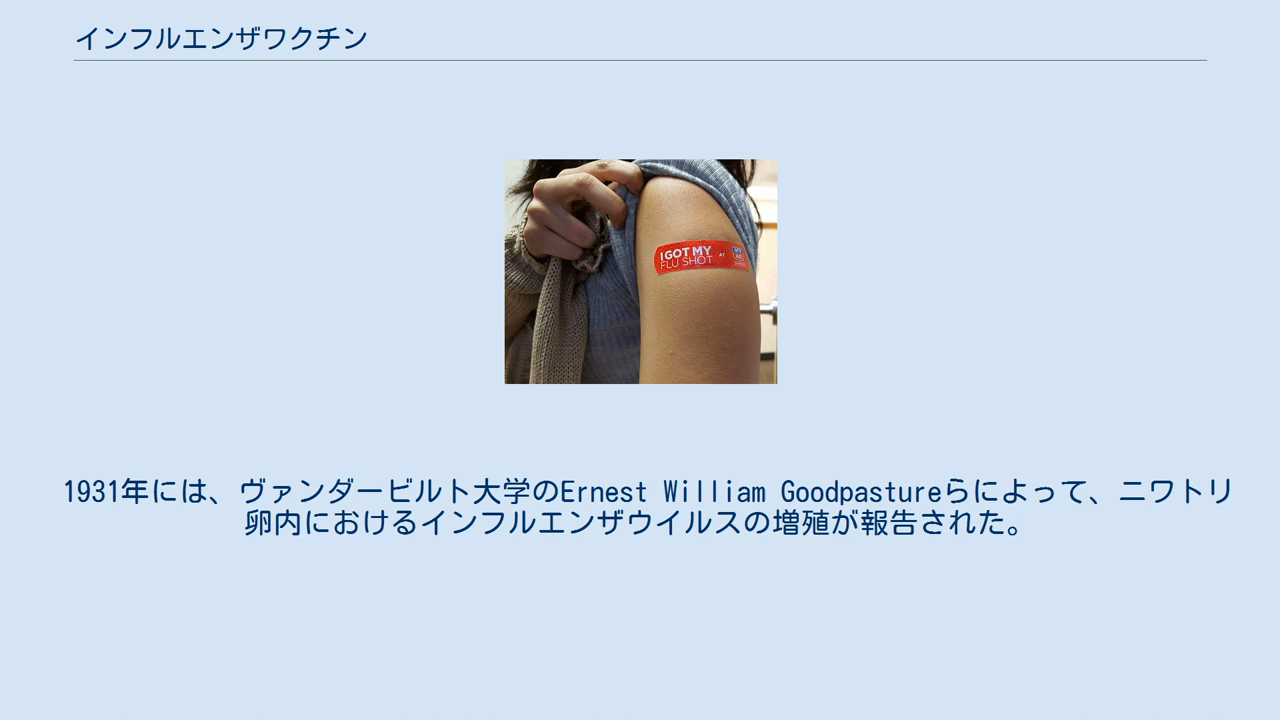 インフルエンザワクチン
I GOT MY
FLU SHOT
AT
1931年には、ヴァンダービルト大学のErnest William Goodpastureらによって、ニワトリ
卵内におけるインフルエンザウイルスの増殖が報告された。